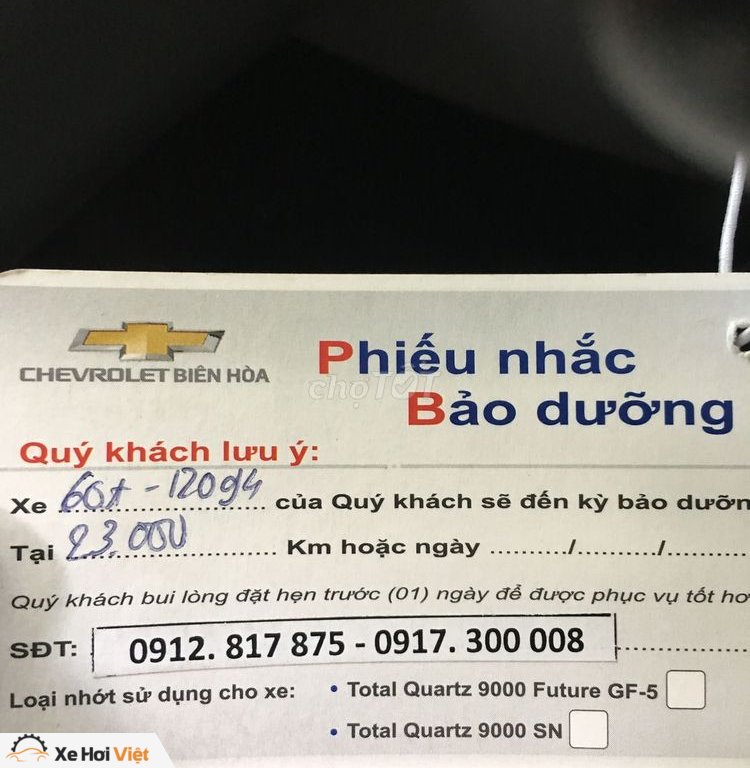 CHEVROLET BIÊN HÒA
Phiếu nhắc
Bảo dưỡng
chợTỐT
Quý khách lưu ý:
Xe 60A-12094 của Quý khách sẽ đến kỳ bảo dưỡn
Tại 23.000 Km hoặc ngày ........./............/.........
Quý khách bui lòng đặt hẹn trước (01) ngày để được phục vụ tốt hơ
SĐT: 0912. 817 875 - 0917. 300 008
Loại nhớt sử dụng cho xe: • Total Quartz 9000 Future GF-5
• Total Quartz 9000 SN
Xe Hơi Việt